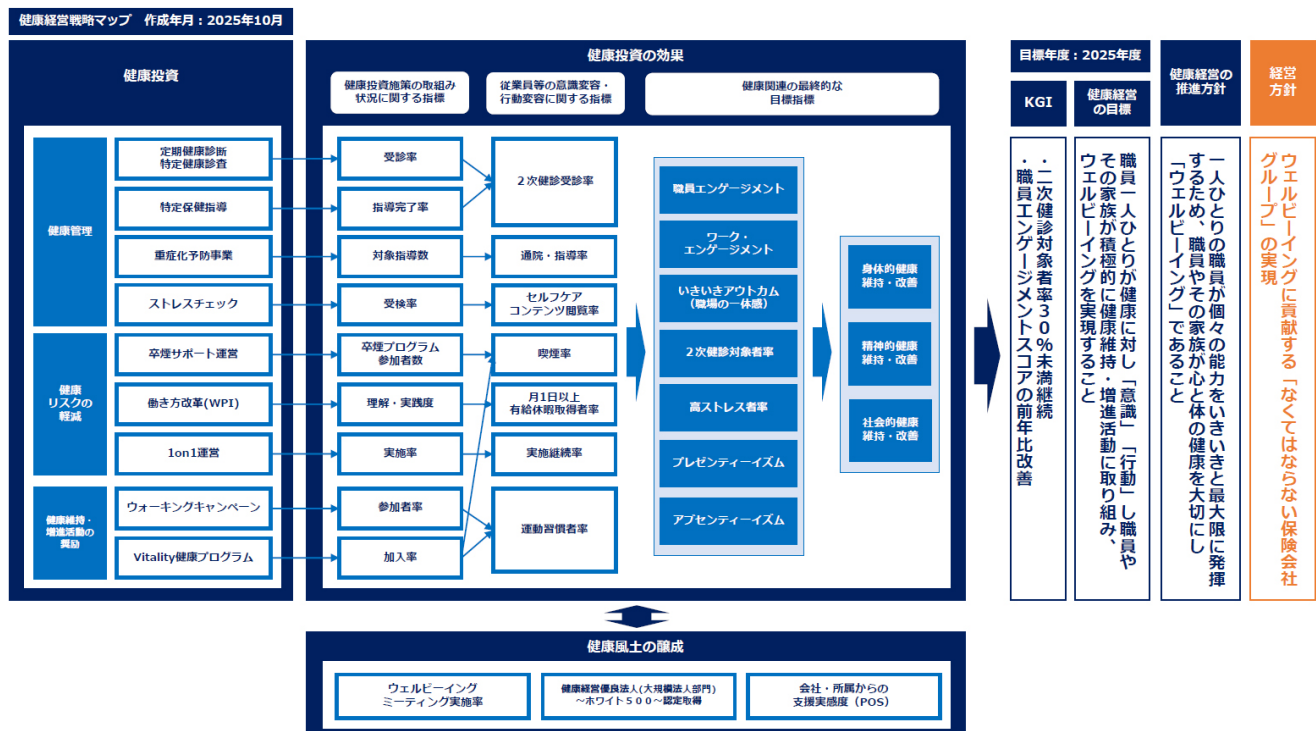 健康経営戦略マップ　作成年月：2025年10月
健康投資
健康管理
定期健康診断
特定健康診査
特定保健指導
重症化予防事業
ストレスチェック
健康
リスクの
軽減
卒煙サポート運営
働き方改革(WPI)
1on1運営
健康維持・
増進活動の
奨励
ウォーキングキャンペーン
Vitality健康プログラム
健康投資の効果
健康投資施策の取組み
状況に関する指標
受診率
指導完了率
対象指導数
受検率
卒煙プログラム
参加者数
理解・実践度
実施率
参加者率
加入率
従業員等の意識変容・
行動変容に関する指標
２次健診受診率
通院・指導率
セルフケア
コンテンツ閲覧率
喫煙率
月1日以上
有給休暇取得者率
実施継続率
運動習慣者率
健康関連の最終的な
目標指標
職員エンゲージメント
ワーク・
エンゲージメント
いきいきアウトカム
（職場の一体感）
２次健診対象者率
高ストレス者率
プレゼンティーイズム
アブセンティーイズム
身体的健康
維持・改善
精神的健康
維持・改善
社会的健康
維持・改善
目標年度：2025年度
KGI
・二次健診対象者率３０％未満継続
・職員エンゲージメントスコアの前年比改善
健康経営
の目標
職員一人ひとりが健康に対し「意識」「行動」し職員や
その家族が積極的に健康維持・増進活動に取り組み、
ウェルビーイングを実現すること
健康経営の
推進方針
一人ひとりの職員が個々の能力をいきいきと最大限に発揮
するため、職員やその家族が心と体の健康を大切にし
「ウェルビーイング」であること
経営
方針
ウェルビーイングに貢献する「なくてはならない保険会社
グループ」の実現
健康風土の醸成
ウェルビーイング
ミーティング実施率
健康経営優良法人(大規模法人部門)
～ホワイト５００～認定取得
会社・所属からの
支援実感度（POS）